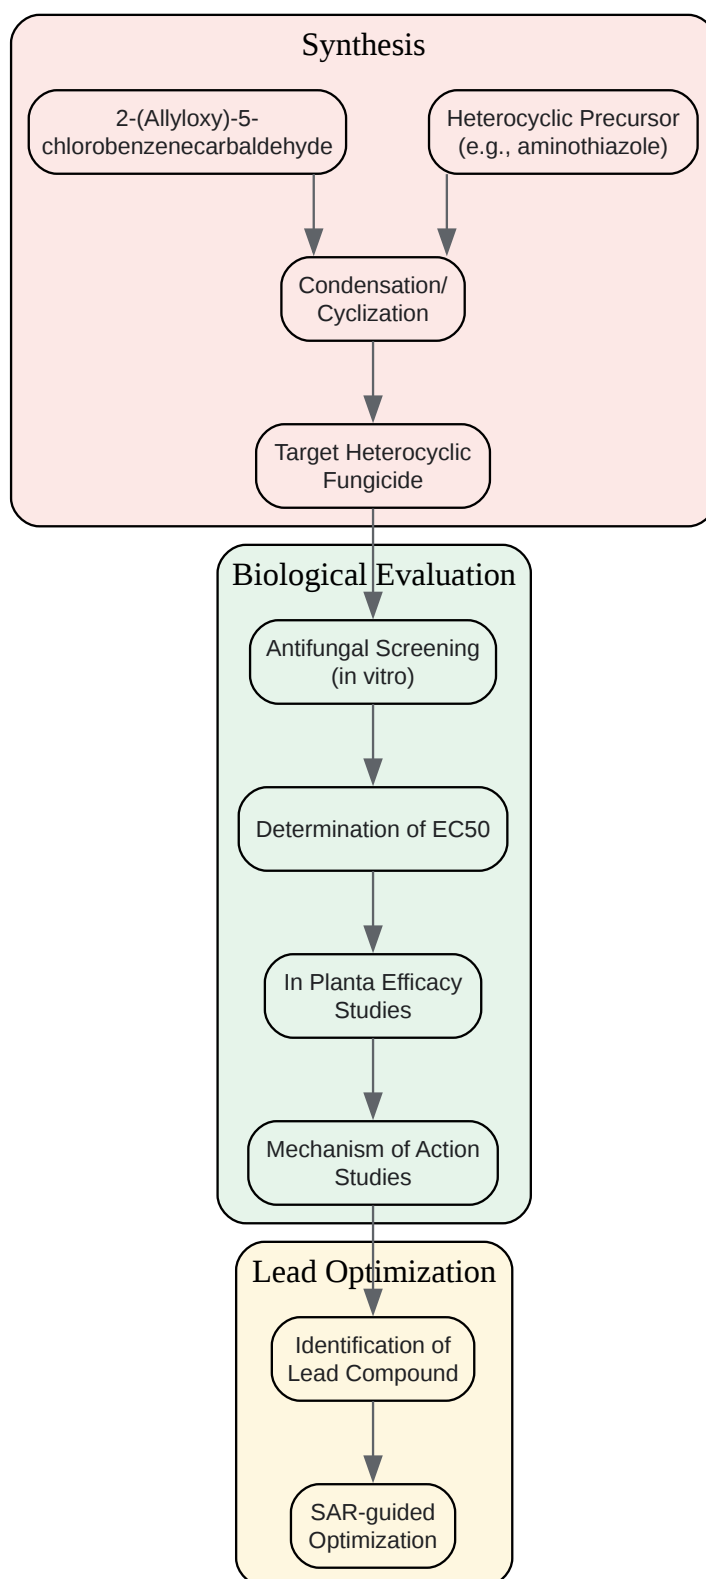 Synthesis
2-(Allyloxy)-5-
chlorobenzenecarbaldehyde
Heterocyclic Precursor
(e.g., aminothiazole)
Condensation/
Cyclization
Target Heterocyclic
Fungicide
Biological Evaluation
Antifungal Screening
(in vitro)
Determination of EC50
In Planta Efficacy
Studies
Mechanism of Action
Studies
Lead Optimization
Identification of
Lead Compound
SAR-guided
Optimization